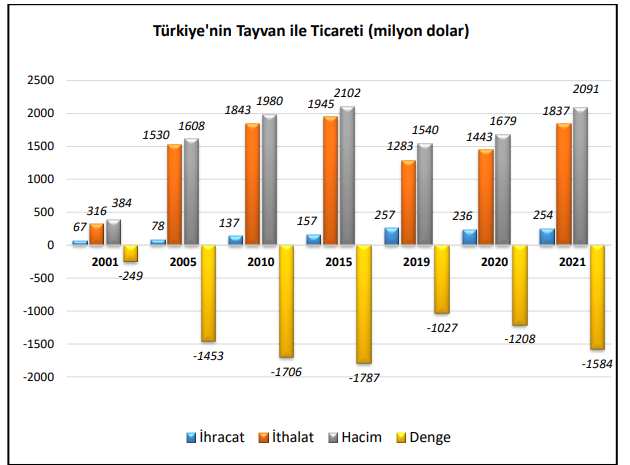 Türkiye'nin Tayvan ile Ticareti (milyon dolar)
2500
2000
1500
1000
500
0
-500
-1000
-1500
-2000
67 316 384 -249
78 1530 1608 -1453
137 1843 1980 -1706
157 1945 2102 -1787
257 1283 1540 -1027
236 1443 1679 -1208
254 1837 2091 -1584
2001 2005 2010 2015 2019 2020 2021
İhracat İthalat Hacim Denge